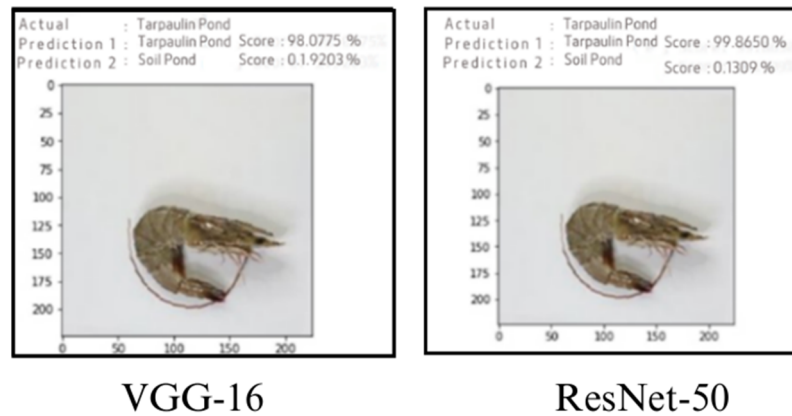 Actual : Tarpaulin Pond
Prediction 1 : Tarpaulin Pond Score : 98.0775 %
Prediction 2 : Soil Pond Score : 0.1.9203 %
0
25
50
75
100
125
150
175
200
0 50 100 150 200
VGG-16
Actual : Tarpaulin Pond
Prediction 1 : Tarpaulin Pond Score : 99.8650 %
Prediction 2 : Soil Pond Score : 0.1309 %
0
25
50
75
100
125
150
175
200
0 50 100 150 200
ResNet-50